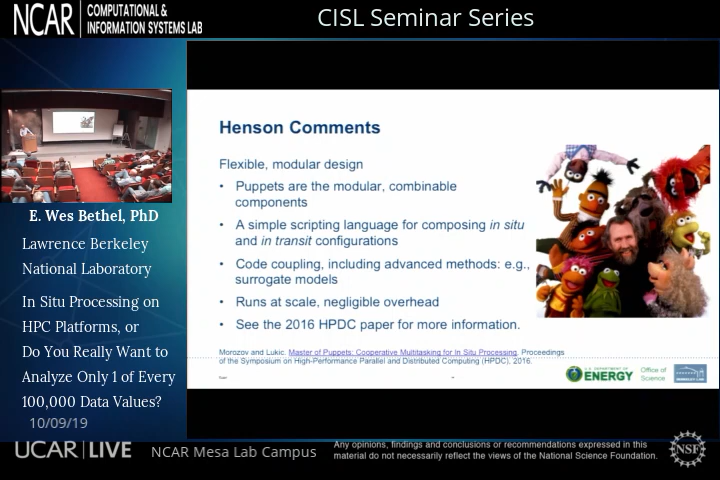 NCAR
COMPUTATIONAL &
INFORMATION SYSTEMS LAB
CISL Seminar Series
E. Wes Bethel, PhD
Lawrence Berkeley
National Laboratory
In Situ Processing on
HPC Platforms, or
Do You Really Want to
Analyze Only 1 of Every
100,000 Data Values?
10/09/19
Henson Comments
Flexible, modular design
• Puppets are the modular, combinable
components
• A simple scripting language for composing in situ
and in transit configurations
• Code coupling, including advanced methods: e.g.,
surrogate models
• Runs at scale, negligible overhead
• See the 2016 HPDC paper for more information.
Morozov and Lukic. Master of Puppets: Cooperative Multitasking for In Situ Processing. Proceedings
of the Symposium on High-Performance Parallel and Distributed Computing (HPDC), 2016.
U.S. DEPARTMENT OF
ENERGY
Office of
Science
UCAR | LIVE
NCAR Mesa Lab Campus
Any opinions, findings and conclusions or recommendations expressed in this
material do not necessarily reflect the views of the National Science Foundation.
NSF